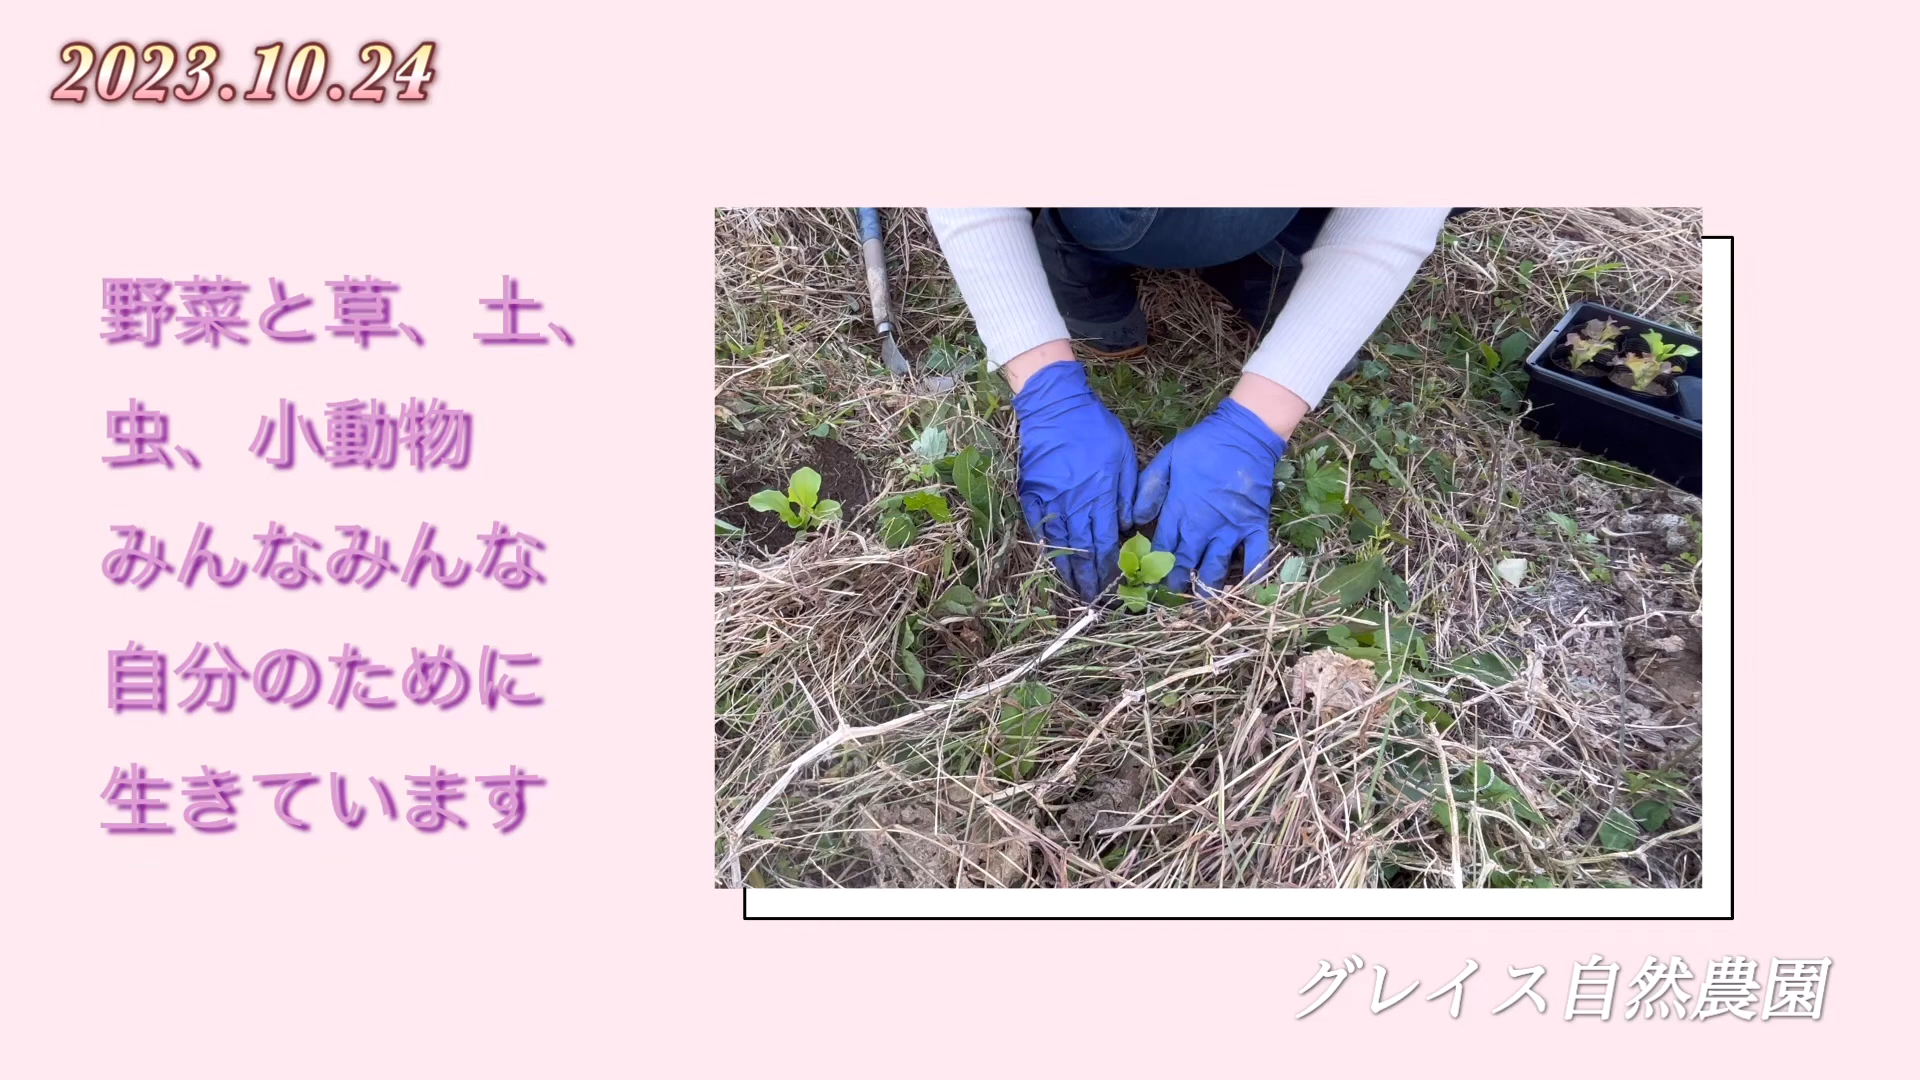 2023.10.24
野菜と草、土、
虫、小動物
みんなみんな
自分のために
生きています
グレイス自然農園